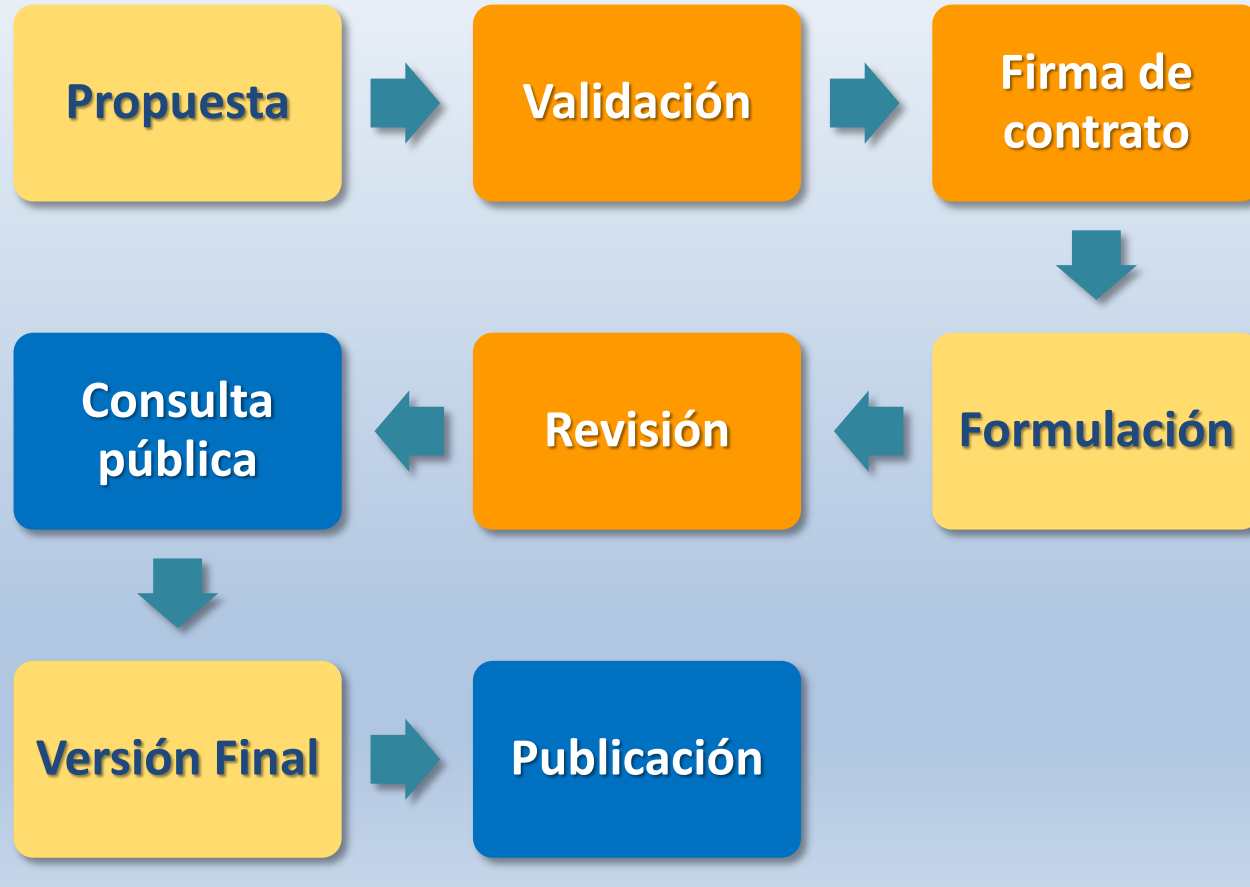 Propuesta
Validación
Firma de
contrato
Formulación
Revisión
Consulta
pública
Versión Final
Publicación